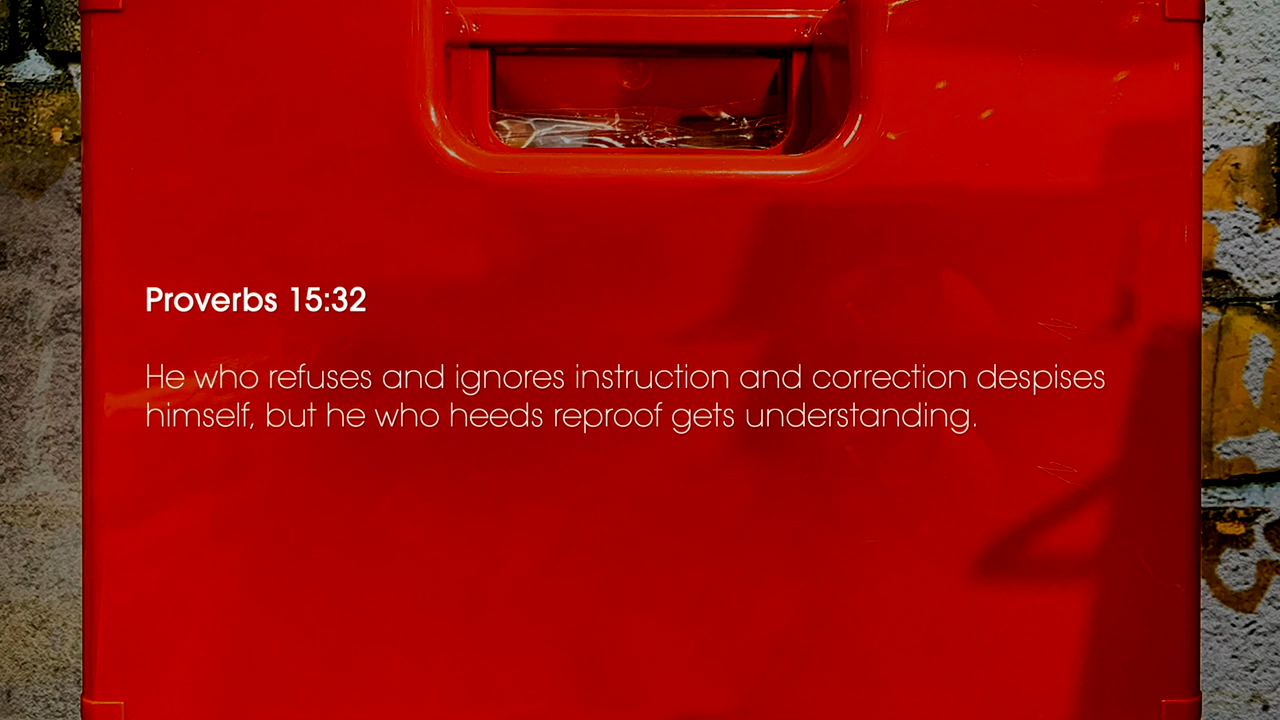 Proverbs 15:32
He who refuses and ignores instruction and correction despises
himself, but he who heeds reproof gets understanding.